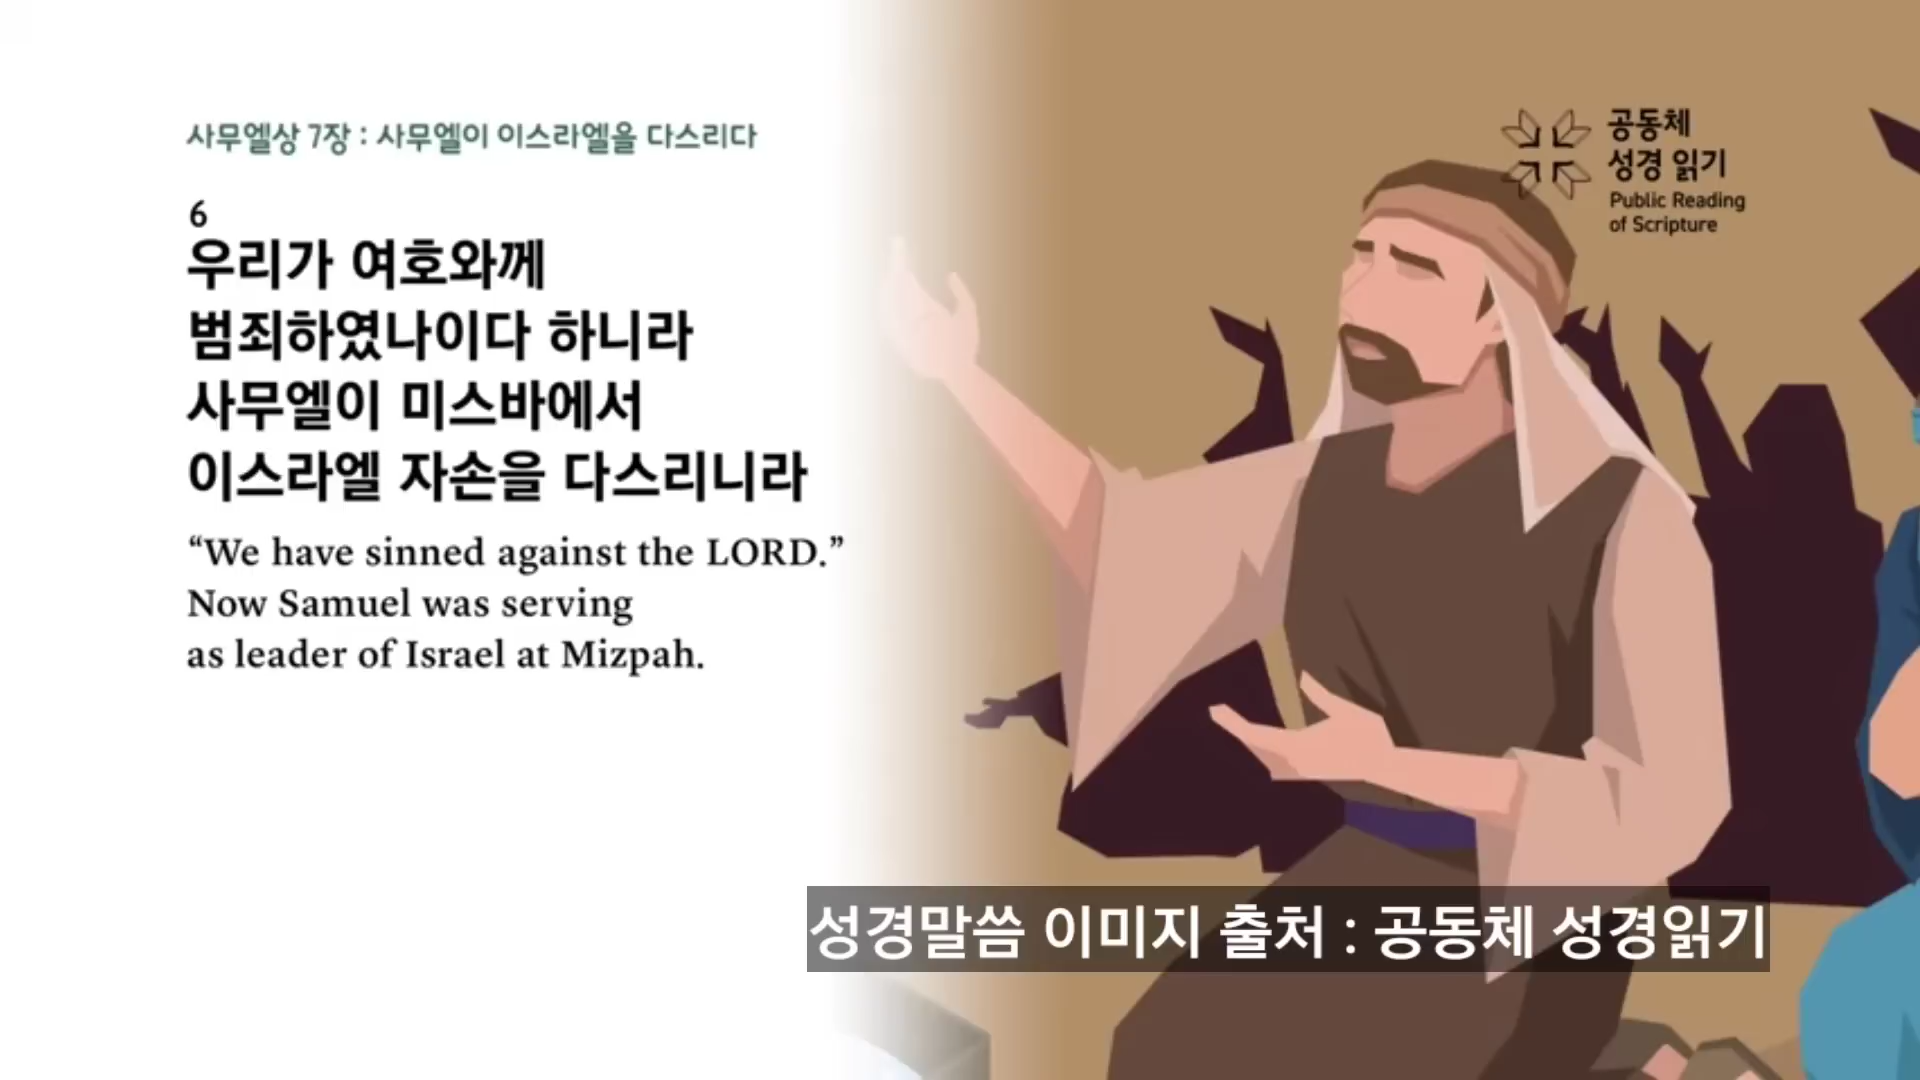 사무엘상 7장 : 사무엘이 이스라엘을 다스리다
6
우리가 여호와께
범죄하였나이다 하니라
사무엘이 미스바에서
이스라엘 자손을 다스리니라
“We have sinned against the LORD.”
Now Samuel was serving
as leader of Israel at Mizpah.
공동체
성경 읽기
Public Reading
of Scripture
성경말씀 이미지 출처 : 공동체 성경읽기